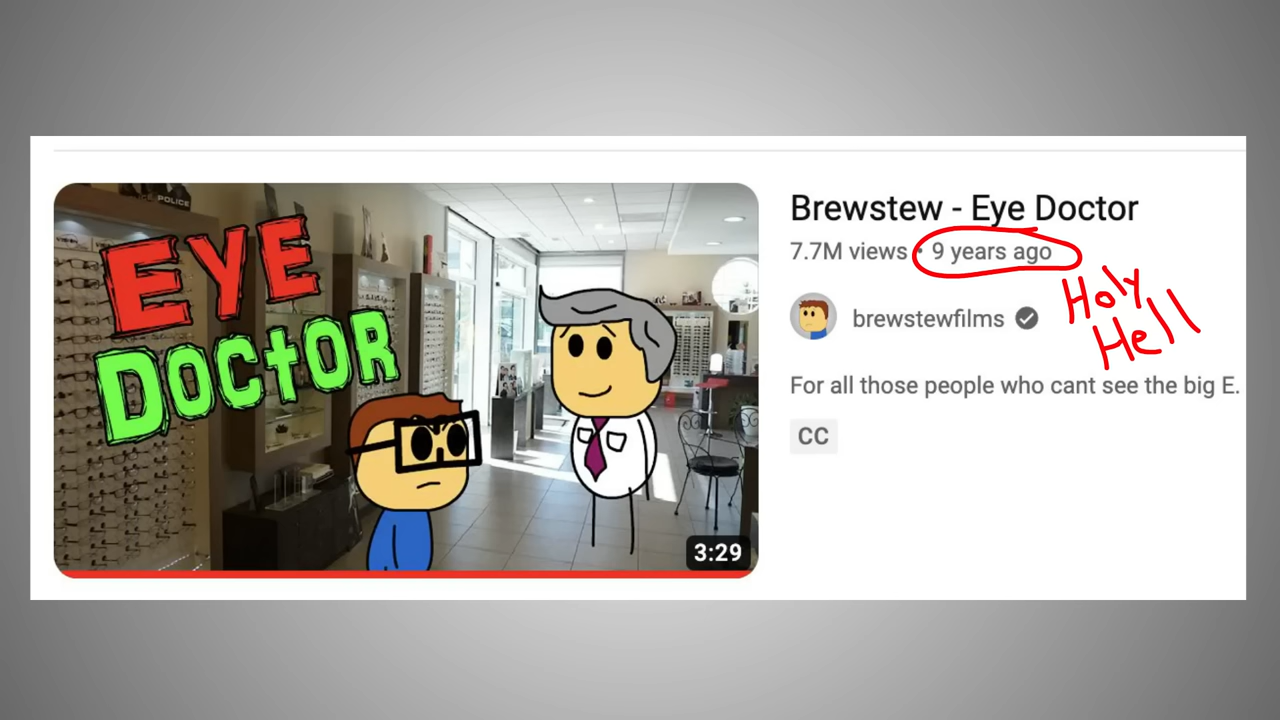 POLICE
EYE
DOCTOR
3:29
Brewstew - Eye Doctor
7.7M views • 9 years ago
brewstewfilms
Holy
Hell
For all those people who cant see the big E.
CC